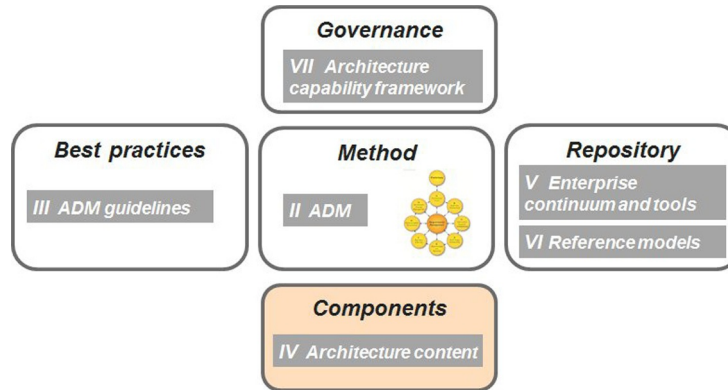 Governance
VII Architecture
capability framework
Best practices
III ADM guidelines
Method
II ADM
Repository
V Enterprise
continuum and tools
VI Reference models
Components
IV Architecture content